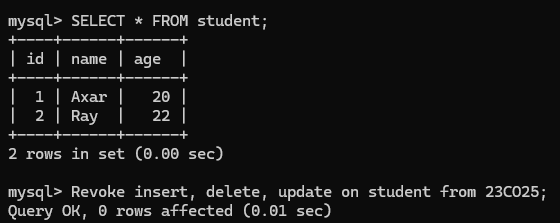 mysql> SELECT * FROM student;
+----+------+------+
| id | name | age  |
+----+------+------+
|  1 | Axar |   20 |
|  2 | Ray  |   22 |
+----+------+------+
2 rows in set (0.00 sec)
mysql> Revoke insert, delete, update on student from 23CO25;
Query OK, 0 rows affected (0.01 sec)